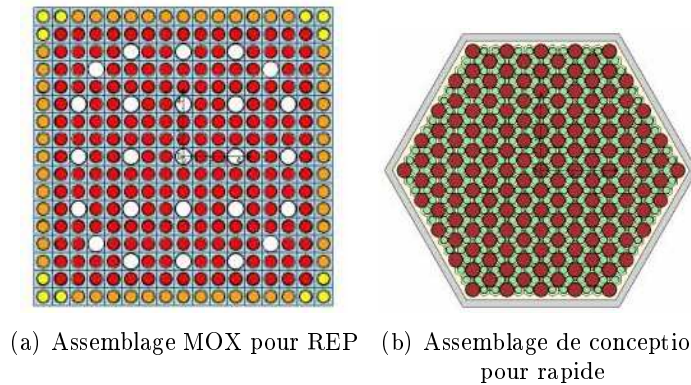 (a) Assemblage MOX pour REP
(b) Assemblage de conceptio
pour rapide